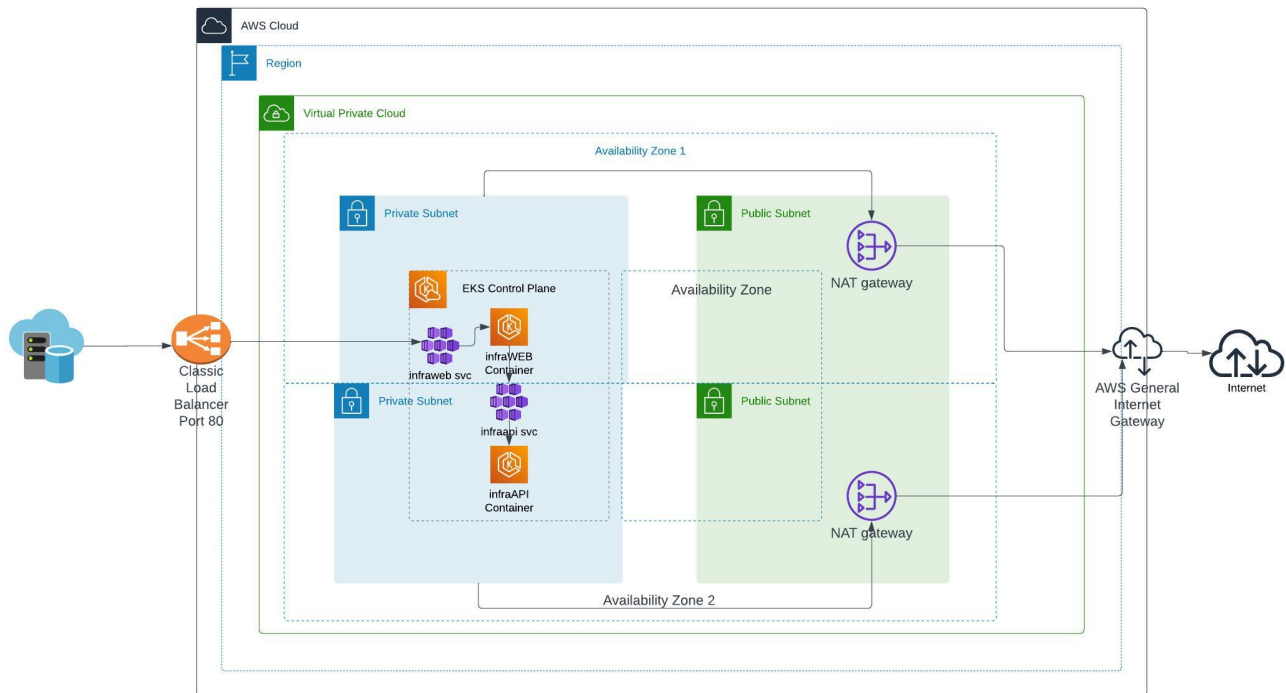 AWS Cloud
Region
Virtual Private Cloud
Availability Zone 1
Private Subnet
Public Subnet
NAT gateway
EKS Control Plane
Availability Zone
infraWEB
Container
infraweb svc
Classic
Load
Balancer
Port 80
Private Subnet
Public Subnet
infraapi svc
infraAPI
Container
NAT gateway
Availability Zone 2
AWS General
Internet
Gateway
Internet